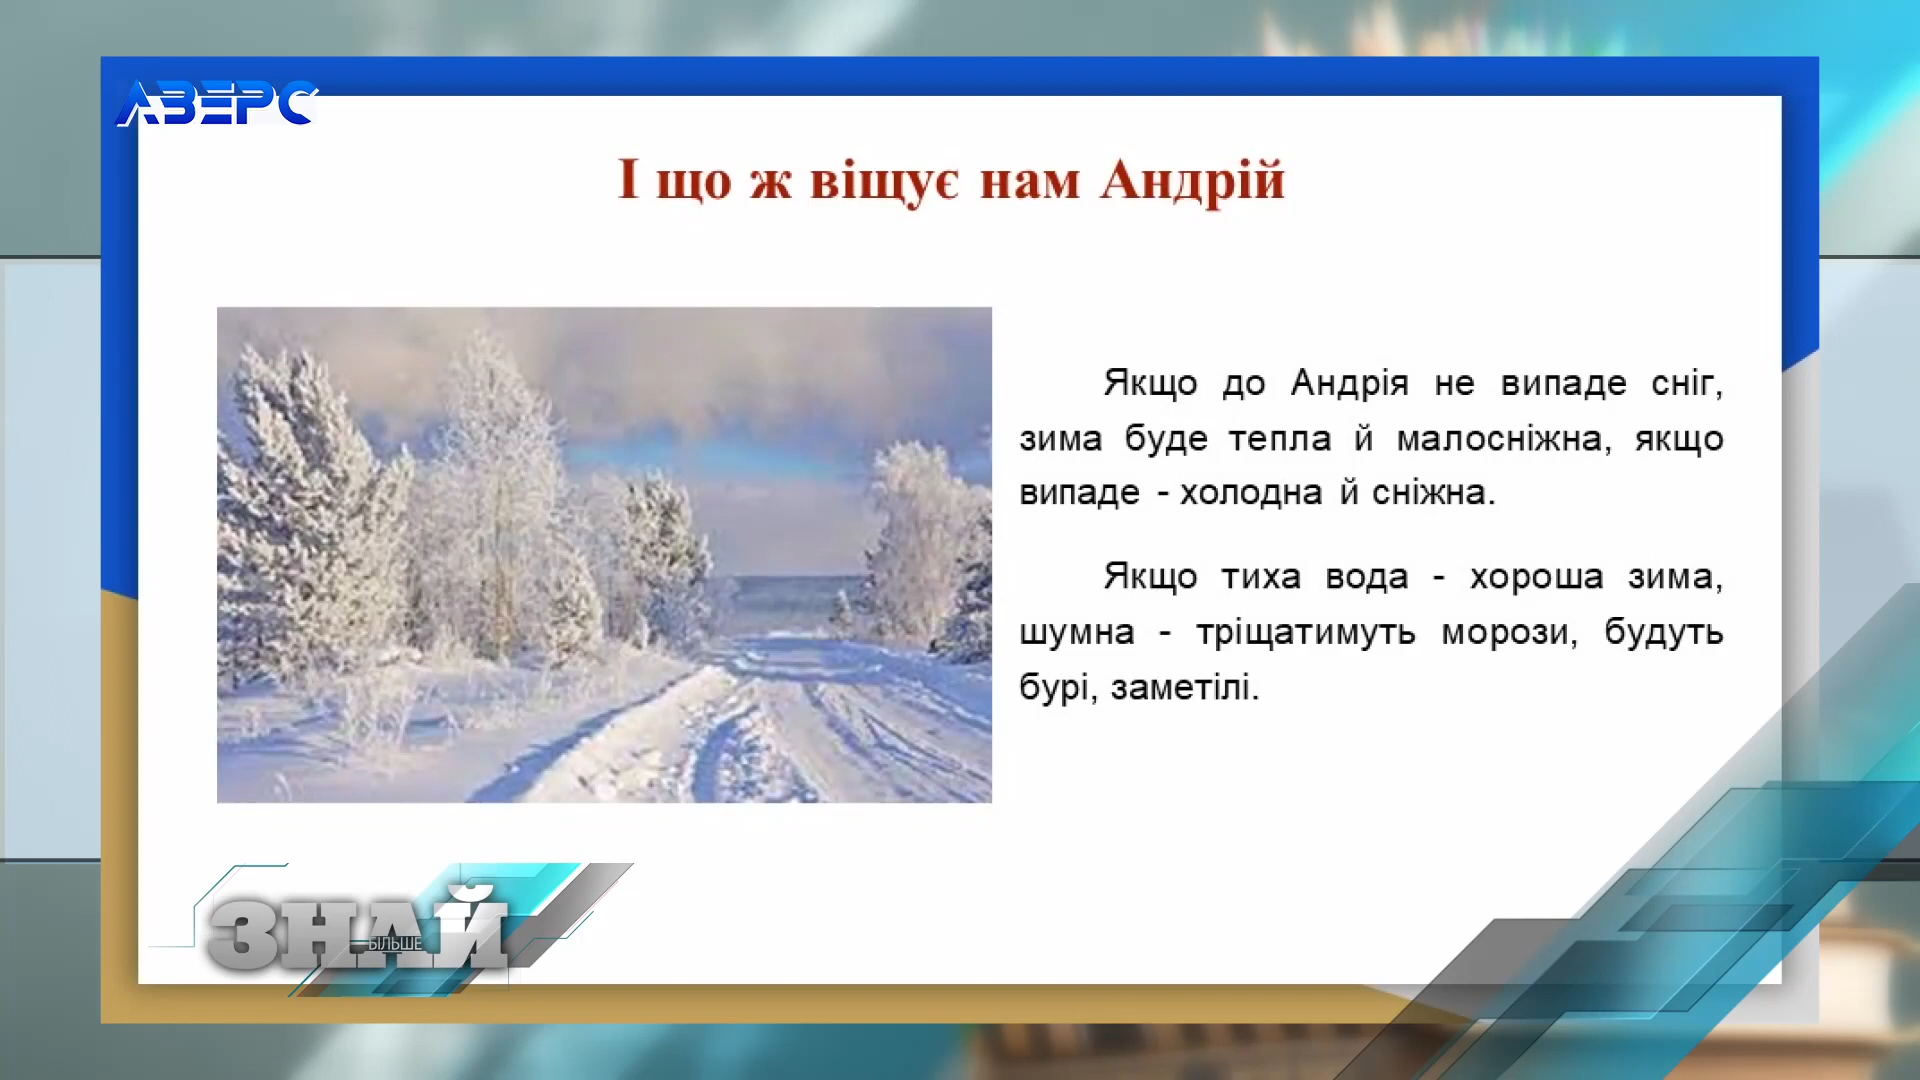 АВЕРС
І що ж віщує нам Андрій
Якщо до Андрія не випаде сніг,
зима буде тепла й малосніжна, якщо
випаде - холодна й сніжна.
Якщо тиха вода - хороша зима,
шумна - тріщатимуть морози, будуть
бурі, заметілі.
ЗНАЙ
БІЛЬШЕ